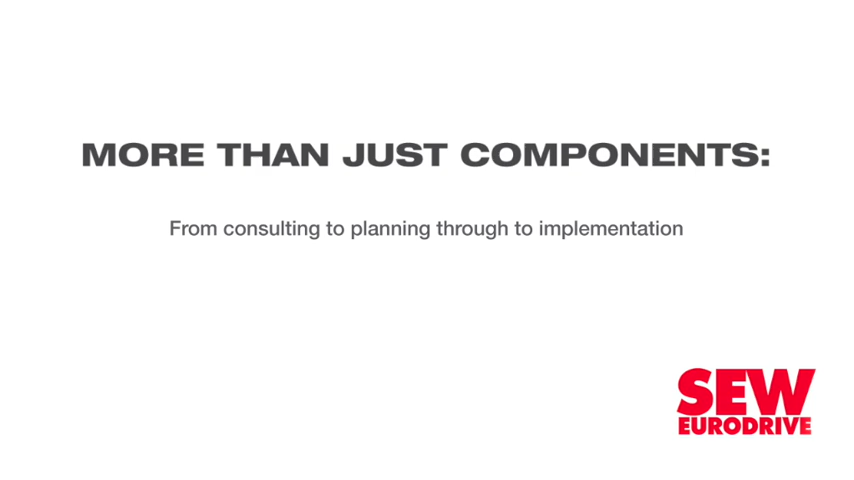 MORE THAN JUST COMPONENTS:
From consulting to planning through to implementation
SEW
EURODRIVE